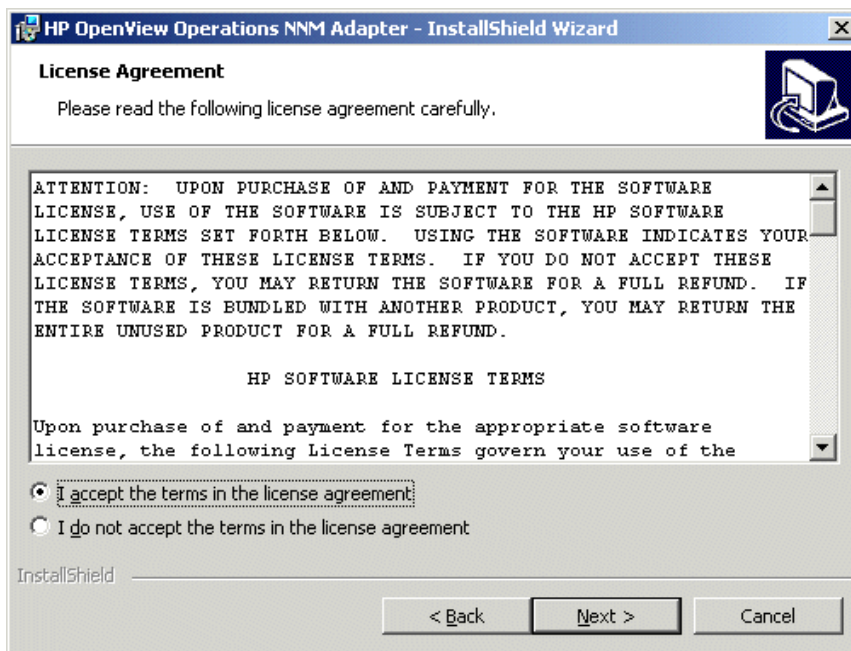 HP OpenView Operations NNM Adapter - InstallShield Wizard
License Agreement
Please read the following license agreement carefully.
ATTENTION:  UPON PURCHASE OF AND PAYMENT FOR THE SOFTWARE
LICENSE, USE OF THE SOFTWARE IS SUBJECT TO THE HP SOFTWARE
LICENSE TERMS SET FORTH BELOW.  USING THE SOFTWARE INDICATES YOUR
ACCEPTANCE OF THESE LICENSE TERMS.  IF YOU DO NOT ACCEPT THESE
LICENSE TERMS, YOU MAY RETURN THE SOFTWARE FOR A FULL REFUND.  IF
THE SOFTWARE IS BUNDLED WITH ANOTHER PRODUCT, YOU MAY RETURN THE
ENTIRE UNUSED PRODUCT FOR A FULL REFUND.
HP SOFTWARE LICENSE TERMS
Upon purchase of and payment for the appropriate software
license, the following License Terms govern your use of the
I accept the terms in the license agreement
I do not accept the terms in the license agreement
InstallShield
< Back
Next >
Cancel